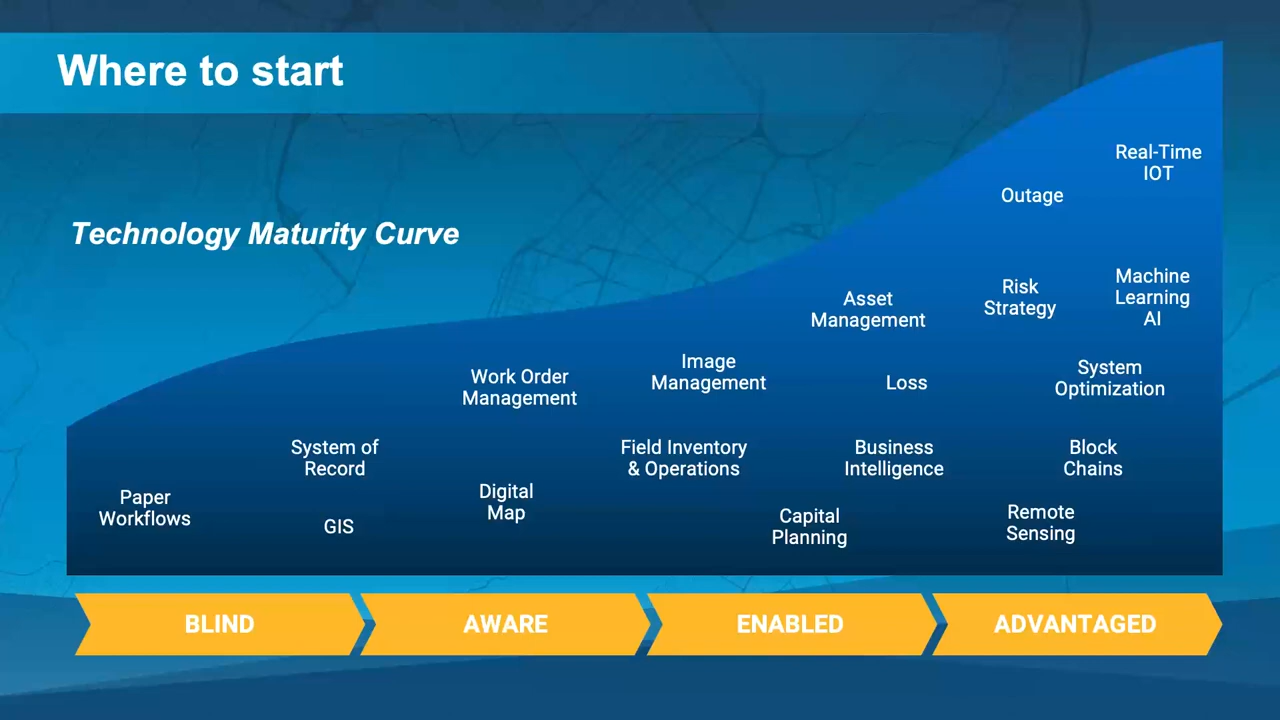 Where to start
Technology Maturity Curve
Real-Time
IOT
Outage
Machine
Learning
AI
Risk
Strategy
Asset
Management
Image
Management
Loss
System
Optimization
Work Order
Management
System of
Record
Field Inventory
& Operations
Business
Intelligence
Block
Chains
Paper
Workflows
GIS
Digital
Map
Capital
Planning
Remote
Sensing
BLIND
AWARE
ENABLED
ADVANTAGED